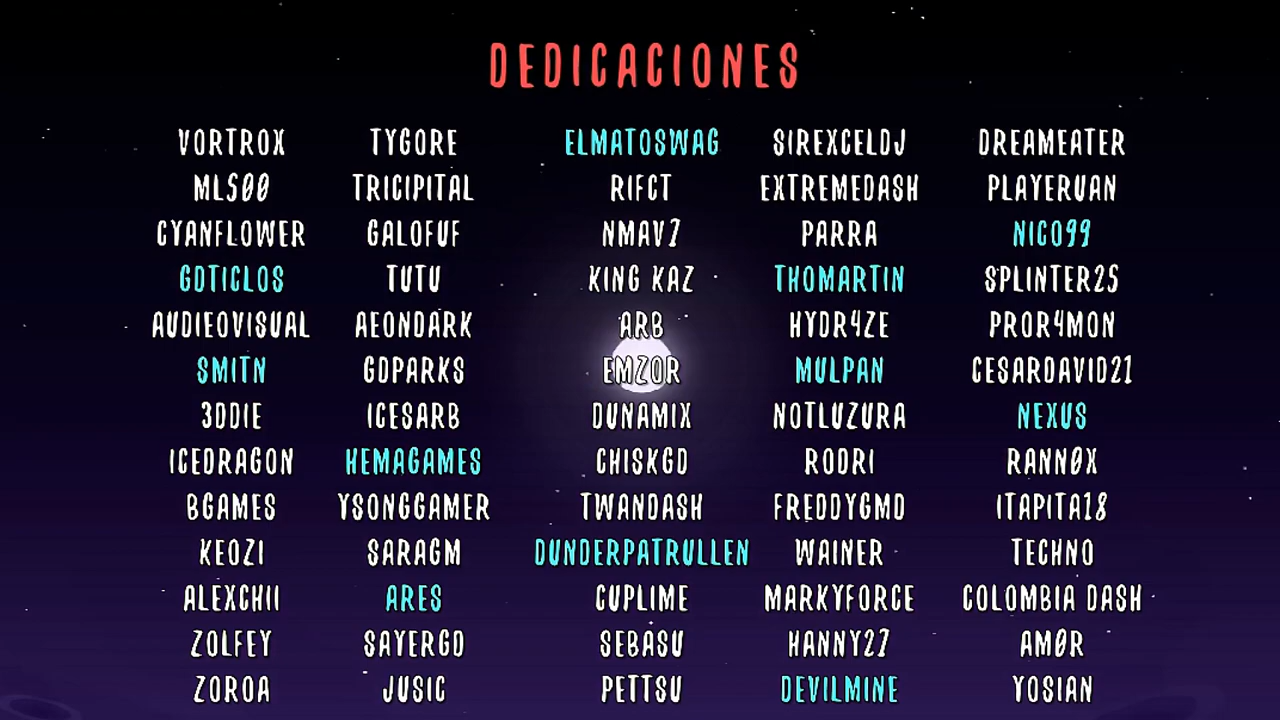 DEDICACIONES
VORTROX TYGORE ELMATOSWAG SIREXCELDJ DREAMEATER
ML500 TRICIPITAL RIFCT EXTREMEDASH PLAYERUAN
CYANFLOWER GALOFUF NMAV7 PARRA NICO99
GDTICLOS TUTU KING KAZ THOMARTIN SPLINTER25
AUDIEOVISUAL AEONDARK ARB HYDR4ZE PROR4MON
SMITN GDPARKS EMZOR MULPAN CESARDAVID21
3DDIE ICESARB DUNAMIX NOTLUZURA NEXUS
ICEDRAGON HEMAGAMES CHISKGD RODRI RANNØX
BGAMES YSONGGAMER TWANDASH FREDDYGMD ITAPITA18
KEOZI SARAGM DUNDERPATRULLEN WAINER TECHNO
ALEXCHII ARES CUPLIME MARKYFORCE COLOMBIA DASH
ZOLFEY SAYERGD SEBASU HANNY27 AMØR
ZOROA JUSIC PETTSU DEVILMINE YOSIAN